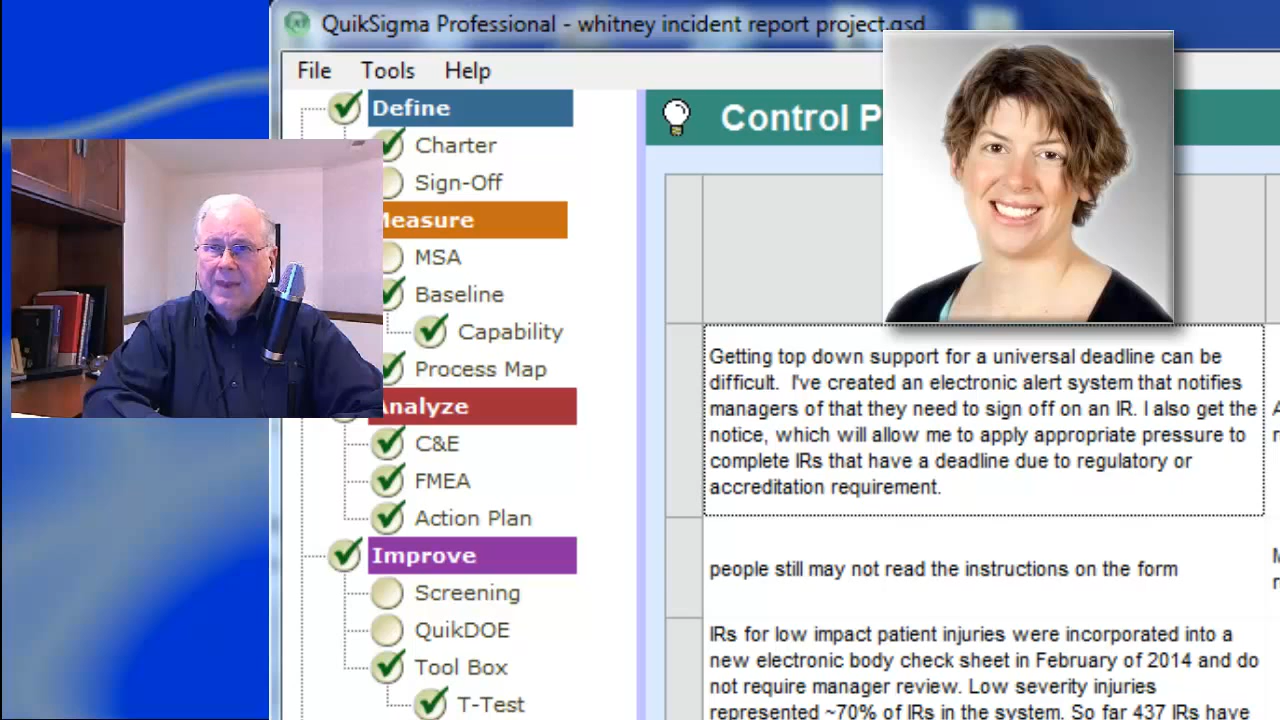 QuikSigma Professional - whitney incident report project.qsd
File Tools Help
Define
Charter
Sign-Off
Measure
MSA
Baseline
Capability
Process Map
Analyze
C&E
FMEA
Action Plan
Improve
Screening
QuikDOE
Tool Box
T-Test
Control P
Getting top down support for a universal deadline can be
difficult. I've created an electronic alert system that notifies
managers of that they need to sign off on an IR. I also get the
notice, which will allow me to apply appropriate pressure to
complete IRs that have a deadline due to regulatory or
accreditation requirement.
people still may not read the instructions on the form
IRs for low impact patient injuries were incorporated into a
new electronic body check sheet in February of 2014 and do
not require manager review. Low severity injuries
represented ~70% of IRs in the system. So far 437 IRs have